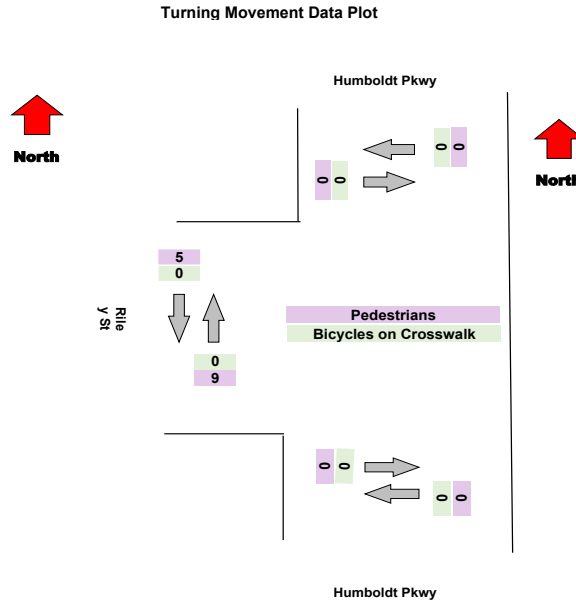 Turning Movement Data Plot
Humboldt Pkwy
North
North
0 0
0 0
5
0
Rile
y St
Pedestrians
Bicycles on Crosswalk
0
9
0 0
0 0
Humboldt Pkwy